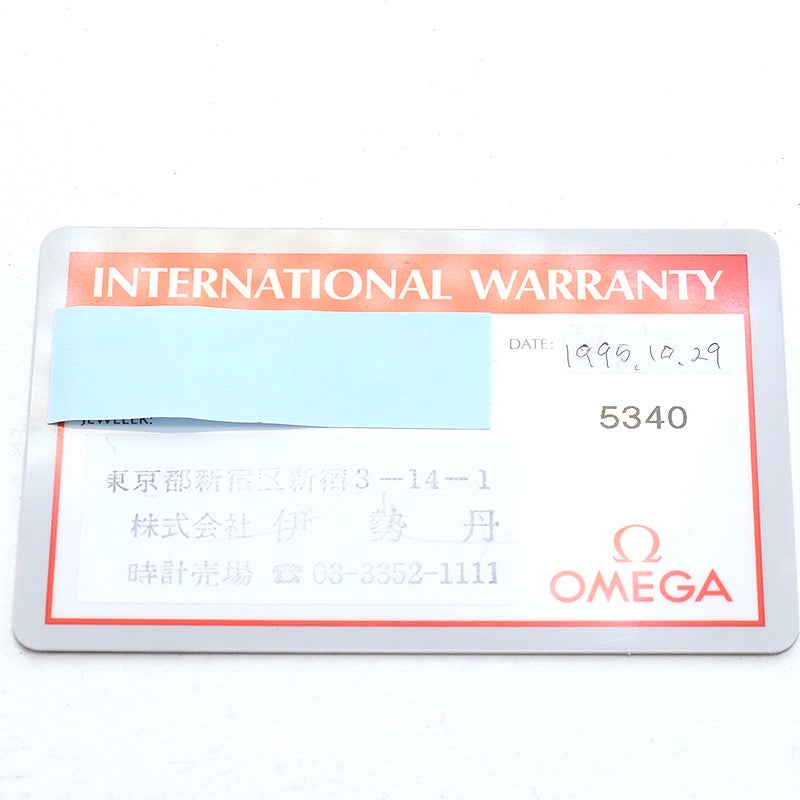 INTERNATIONAL WARRANTY
DATE: 1995.10.29
5340
JEWELER:
東京都新宿区新宿3-14-1
株式会社 伊勢丹
時計売場 ☎ 03-3352-1111
Ω
OMEGA